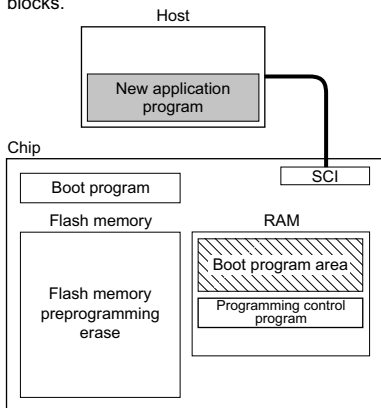 blocks.
Host
New application
program
Chip
SCI
Boot program
Flash memory
RAM
Boot program area
Flash memory
preprogramming
erase
Programming control
program